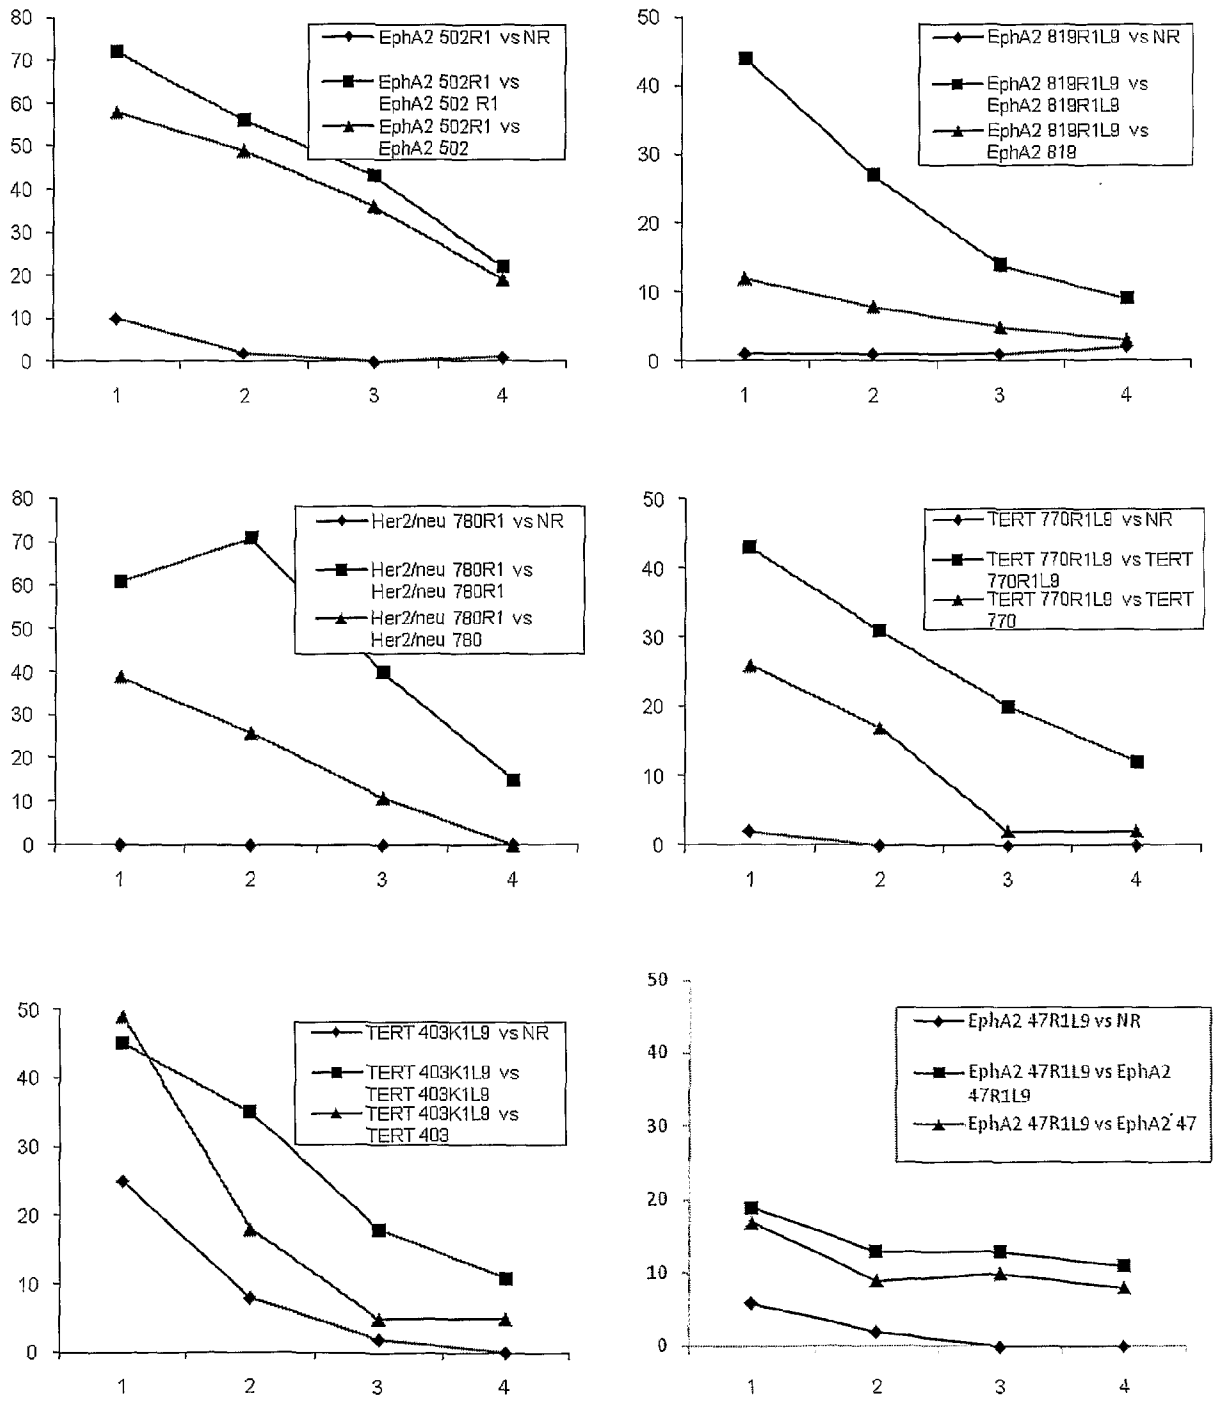 80
70
60
50
40
30
20
10
0
1 2 3 4
EphA2 502R1 vs NR
EphA2 502R1 vs
EphA2 502 R1
EphA2 502R1 vs
EphA2 502
50
40
30
20
10
0
1 2 3 4
EphA2 819R1L9 vs NR
EphA2 819R1L9 vs
EphA2 819R1L9
EphA2 819R1L9 vs
EphA2 819
80
70
60
50
40
30
20
10
0
1 2 3 4
Her2/neu 780R1 vs NR
Her2/neu 780R1 vs
Her2/neu 780R1
Her2/neu 780R1 vs
Her2/neu 780
50
40
30
20
10
0
1 2 3 4
TERT 770R1L9 vs NR
TERT 770R1L9 vs TERT
770R1L9
TERT 770R1L9 vs TERT
770
50
40
30
20
10
0
1 2 3 4
TERT 403K1L9 vs NR
TERT 403K1L9 vs
TERT 403K1L9
TERT 403K1L9 vs
TERT 403
50
40
30
20
10
0
1 2 3 4
EphA2 47R1L9 vs NR
EphA2 47R1L9 vs EphA2
47R1L9
EphA2 47R1L9 vs EphA2 47